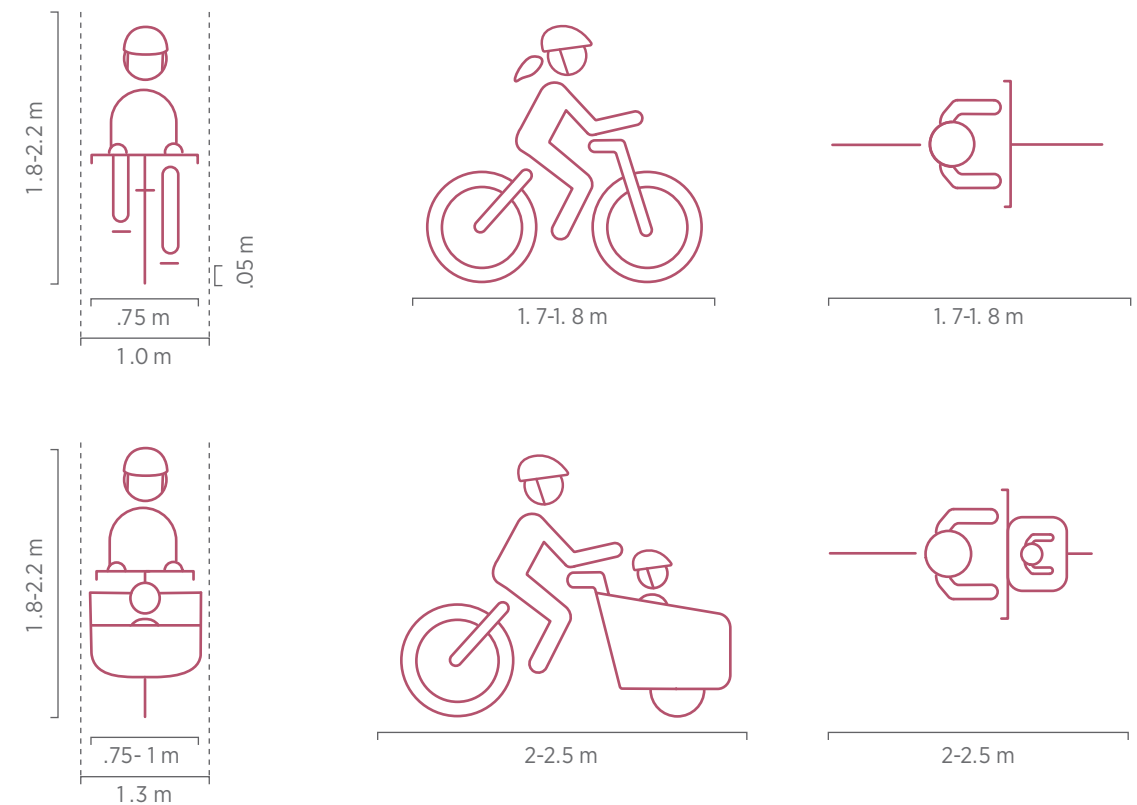 1.8-2.2 m
.05 m
.75 m
1.0 m
1. 7-1. 8 m
1. 7-1. 8 m
1.8-2.2 m
.75- 1 m
1.3 m
2-2.5 m
2-2.5 m